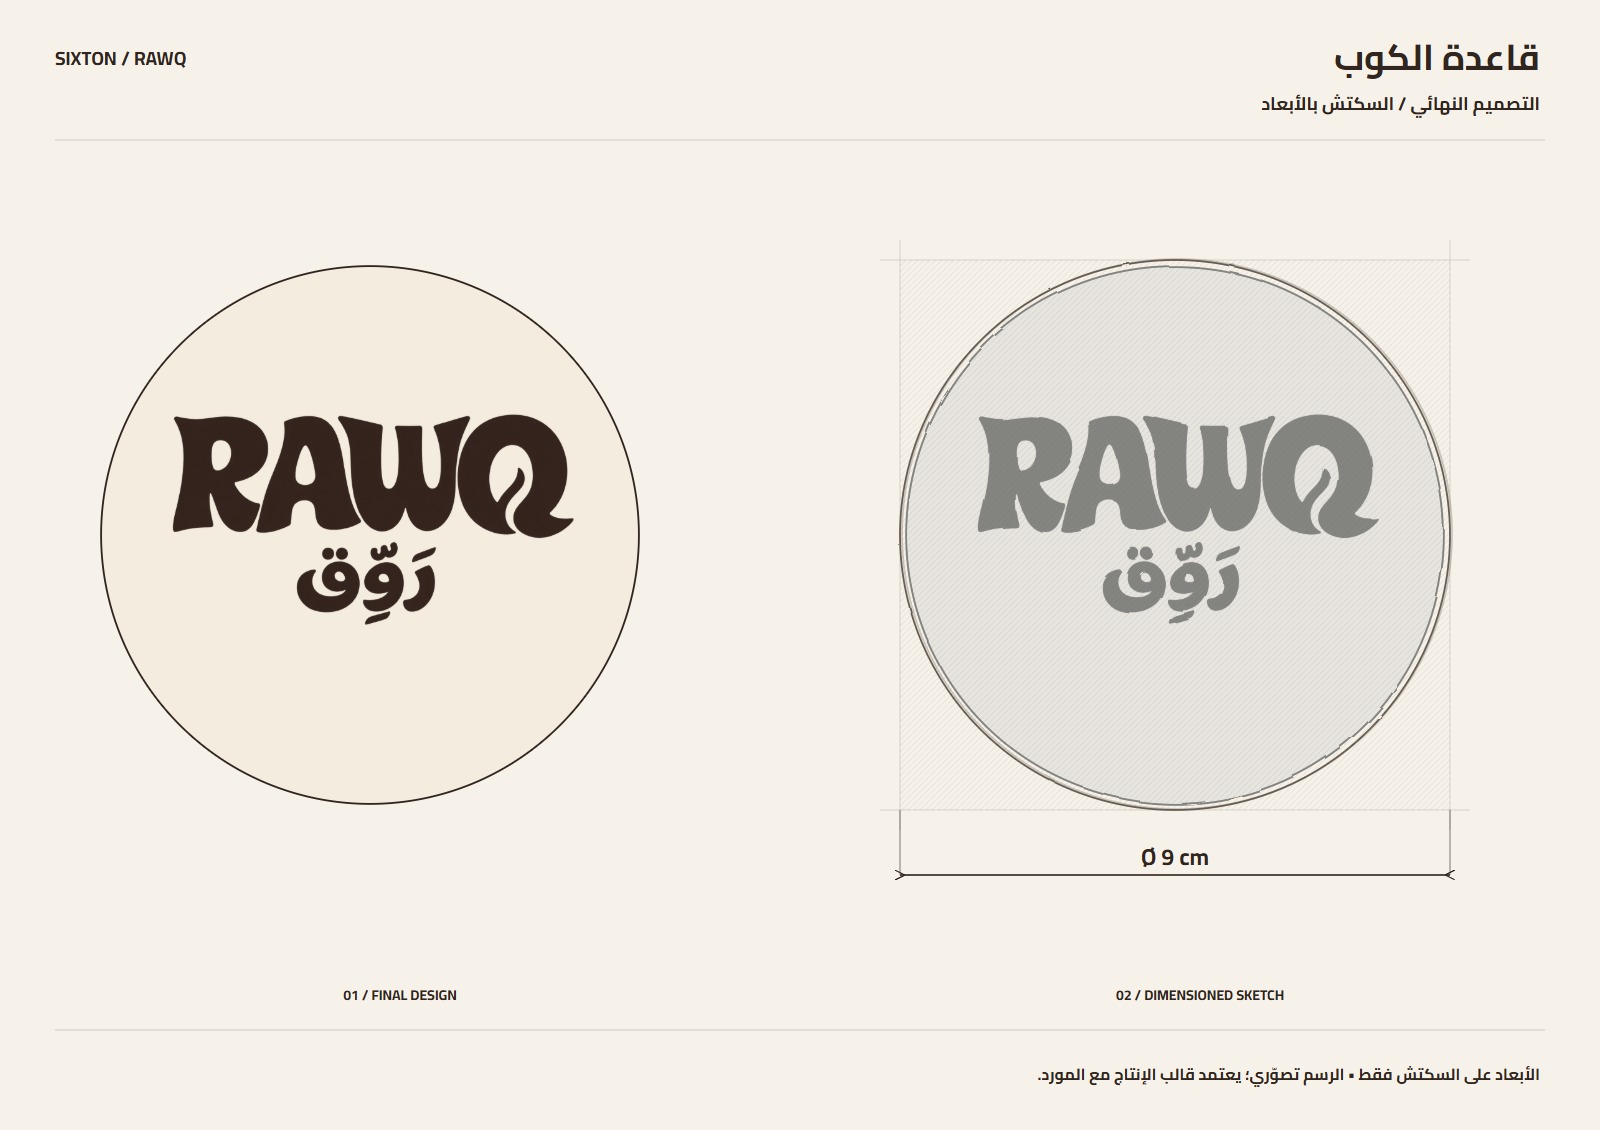 SIXTON / RAWQ
قاعدة الكوب
التصميم النهائي / السكتش بالأبعاد
RAWQ
رَوِّق
RAWQ
رَوِّق
Ø 9 cm
01 / FINAL DESIGN
02 / DIMENSIONED SKETCH
الأبعاد على السكتش فقط • الرسم تصوّري؛ يعتمد قالب الإنتاج مع المورد.